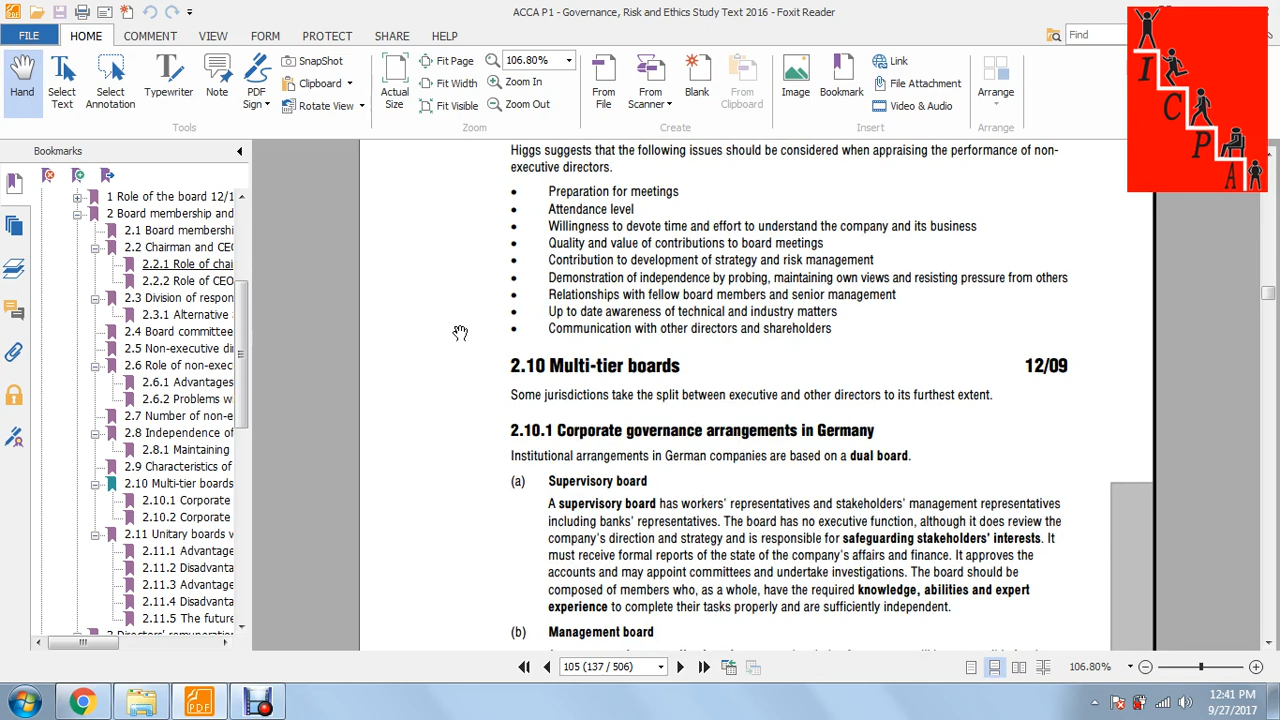 ACCA P1 - Governance, Risk and Ethics Study Text 2016 - Foxit Reader
FILE HOME COMMENT VIEW FORM PROTECT SHARE HELP
Find
Hand
Select Text
Select Annotation
SnapShot
Clipboard
Rotate View
Typewriter
Note
PDF Sign
Tools
Actual Size
Fit Page
Fit Width
Fit Visible
106.80%
Zoom In
Zoom Out
Zoom
From File
From Scanner
Blank
From Clipboard
Create
Image
Bookmark
Link
File Attachment
Video & Audio
Insert
Arrange
Arrange
I
C
P
A
Bookmarks
1 Role of the board 12/1
2 Board membership and
2.1 Board membershi
2.2 Chairman and CEO
2.2.1 Role of chai
2.2.2 Role of CEO
2.3 Division of respon
2.3.1 Alternative
2.4 Board committee
2.5 Non-executive di
2.6 Role of non-exec
2.6.1 Advantages
2.6.2 Problems w
2.7 Number of non-e
2.8 Independence of
2.8.1 Maintaining
2.9 Characteristics of
2.10 Multi-tier boards
2.10.1 Corporate
2.10.2 Corporate
2.11 Unitary boards v
2.11.1 Advantage
2.11.2 Disadvanta
2.11.3 Advantage
2.11.4 Disadvanta
2.11.5 The future
Higgs suggests that the following issues should be considered when appraising the performance of non-
executive directors.
• Preparation for meetings
• Attendance level
• Willingness to devote time and effort to understand the company and its business
• Quality and value of contributions to board meetings
• Contribution to development of strategy and risk management
• Demonstration of independence by probing, maintaining own views and resisting pressure from others
• Relationships with fellow board members and senior management
• Up to date awareness of technical and industry matters
• Communication with other directors and shareholders
2.10 Multi-tier boards 12/09
Some jurisdictions take the split between executive and other directors to its furthest extent.
2.10.1 Corporate governance arrangements in Germany
Institutional arrangements in German companies are based on a dual board.
(a) Supervisory board
A supervisory board has workers' representatives and stakeholders' management representatives
including banks' representatives. The board has no executive function, although it does review the
company's direction and strategy and is responsible for safeguarding stakeholders' interests. It
must receive formal reports of the state of the company's affairs and finance. It approves the
accounts and may appoint committees and undertake investigations. The board should be
composed of members who, as a whole, have the required knowledge, abilities and expert
experience to complete their tasks properly and are sufficiently independent.
(b) Management board
105 (137 / 506)
106.80%
12:41 PM
9/27/2017